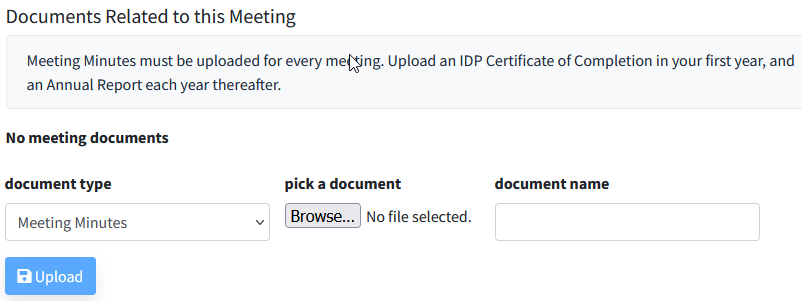 Documents Related to this Meeting
Meeting Minutes must be uploaded for every meeting. Upload an IDP Certificate of Completion in your first year, and
an Annual Report each year thereafter.
No meeting documents
document type pick a document document name
Meeting Minutes Browse... No file selected.
Upload